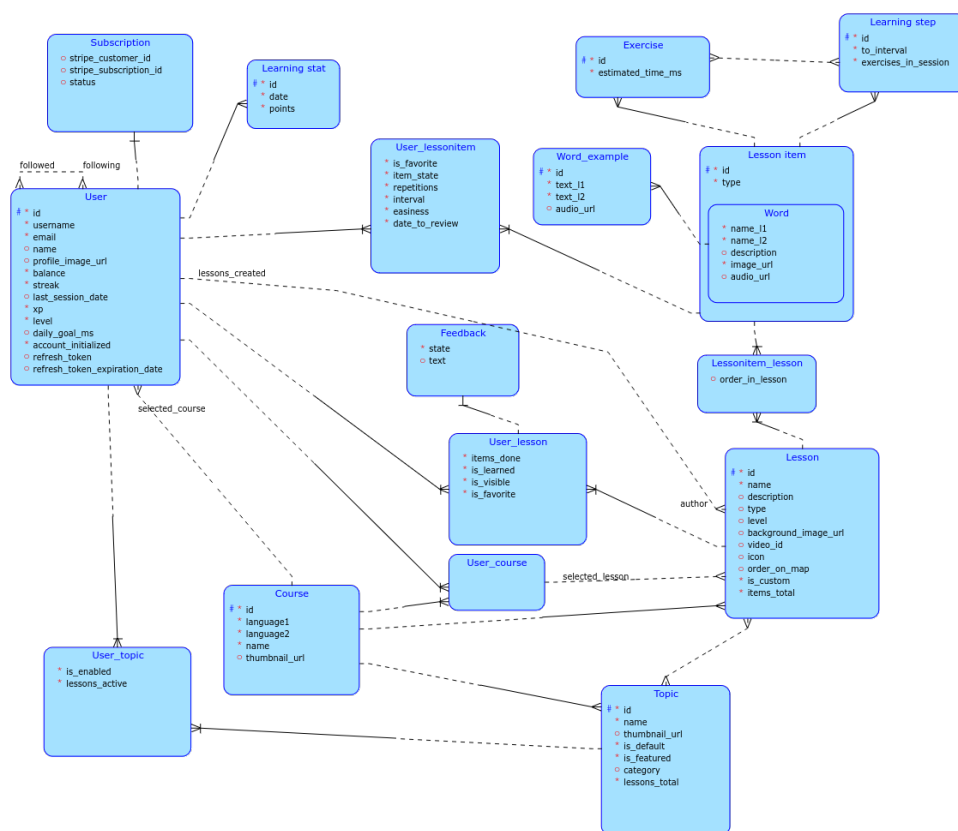 Subscription
o stripe_customer_id
o stripe_subscription_id
o status
Learning stat
# * id
* date
* points
Exercise
# * id
* estimated_time_ms
Learning step
# * id
* to_interval
* exercises_in_session
User_lessonitem
* is_favorite
* item_state
* repetitions
* interval
* easiness
* date_to_review
Word_example
# * id
* text_l1
* text_l2
o audio_url
Lesson item
# * id
* type
Word
* name_l1
* name_l2
o description
* image_url
o audio_url
followed
following
User
# * id
* username
* email
o name
o profile_image_url
* balance
* streak
o last_session_date
* xp
* level
o daily_goal_ms
* account_initialized
o refresh_token
o refresh_token_expiration_date
lessons_created
Feedback
* state
o text
Lessonitem_lesson
o order_in_lesson
selected_course
User_lesson
* items_done
* is_learned
* is_visible
* is_favorite
author
Lesson
# * id
* name
o description
o type
o level
o background_image_url
o video_id
o icon
o order_on_map
* is_custom
* items_total
User_course
selected_lesson
Course
# * id
* language1
* language2
* name
o thumbnail_url
User_topic
* is_enabled
* lessons_active
Topic
# * id
* name
o thumbnail_url
* is_default
* is_featured
o category
* lessons_total